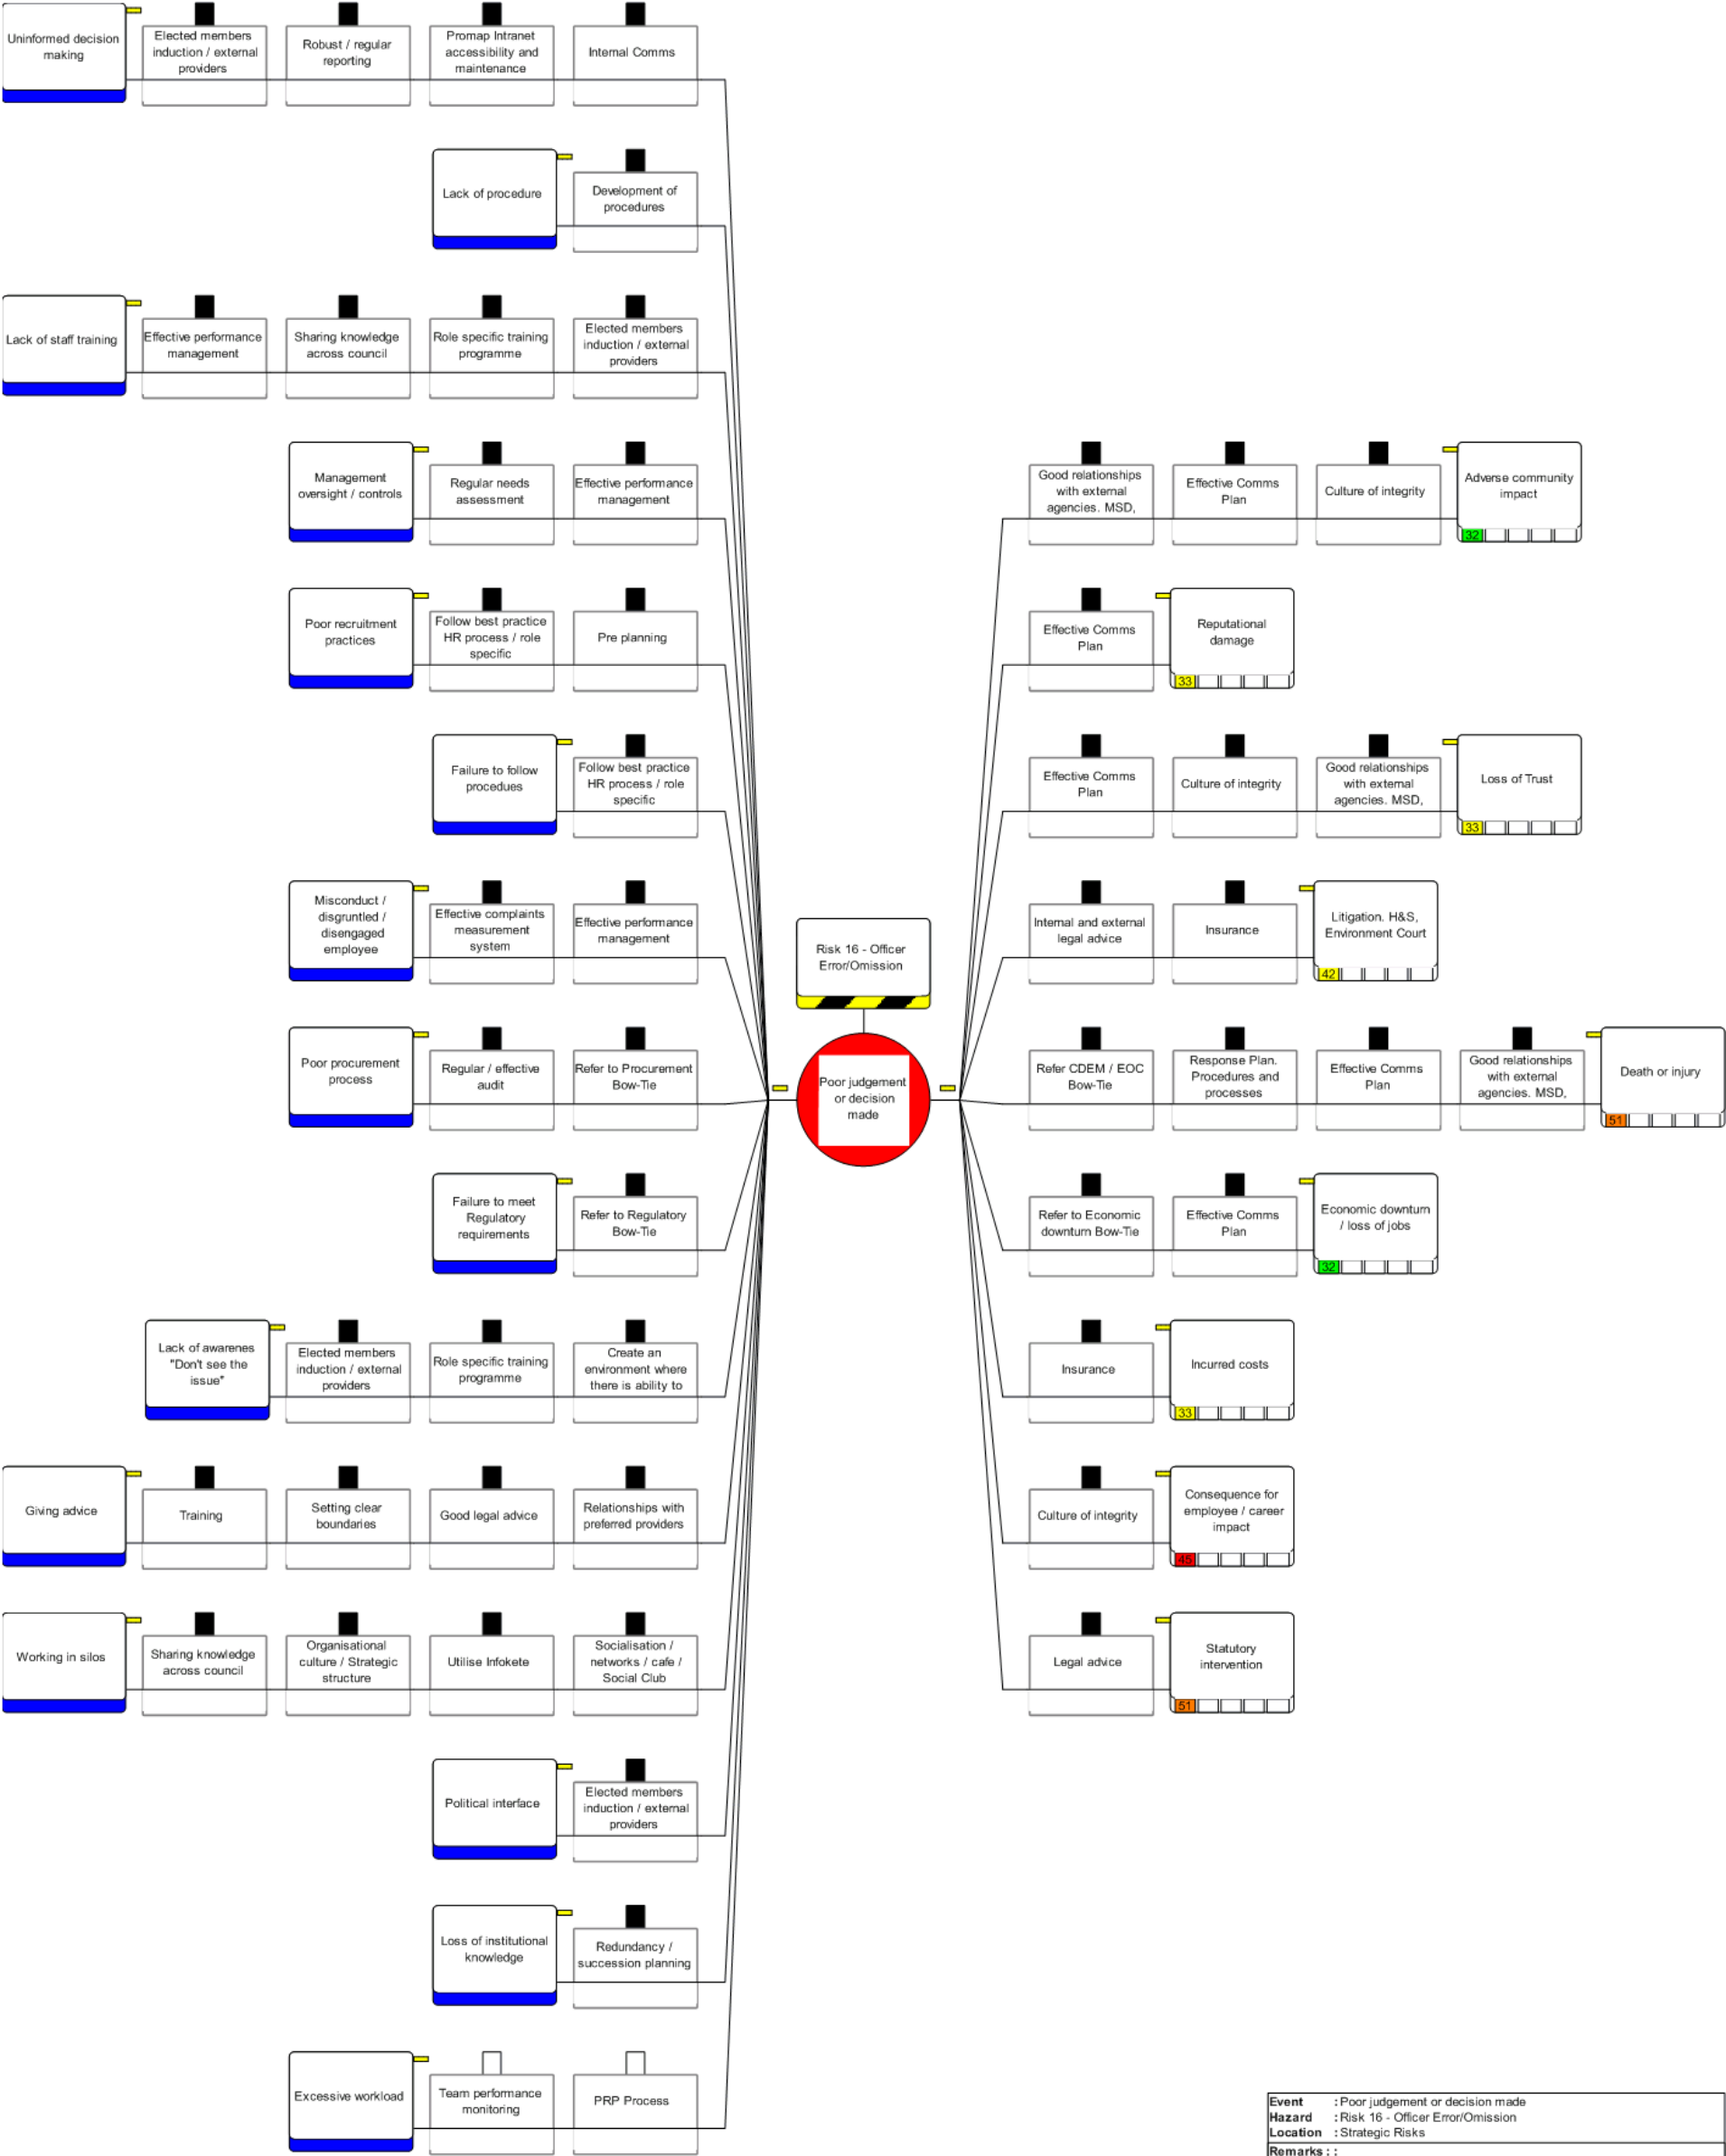 Uninformed decision
making
Elected members
induction / external
providers
Robust / regular
reporting
Promap Intranet
accessibility and
maintenance
Internal Comms
Lack of procedure
Development of
procedures
Lack of staff training
Effective performance
management
Sharing knowledge
across council
Role specific training
programme
Elected members
induction / external
providers
Management
oversight / controls
Regular needs
assessment
Effective performance
management
Poor recruitment
practices
Follow best practice
HR process / role
specific
Pre planning
Failure to follow
procedues
Follow best practice
HR process / role
specific
Misconduct /
disgruntled /
disengaged
employee
Effective complaints
measurement
system
Effective performance
management
Poor procurement
process
Regular / effective
audit
Refer to Procurement
Bow-Tie
Failure to meet
Regulatory
requirements
Refer to Regulatory
Bow-Tie
Lack of awarenes
"Don't see the
issue"
Elected members
induction / external
providers
Role specific training
programme
Create an
environment where
there is ability to
Giving advice
Training
Setting clear
boundaries
Good legal advice
Relationships with
preferred providers
Working in silos
Sharing knowledge
across council
Organisational
culture / Strategic
structure
Utilise Infokete
Socialisation /
networks / cafe /
Social Club
Political interface
Elected members
induction / external
providers
Loss of institutional
knowledge
Redundancy /
succession planning
Excessive workload
Team performance
monitoring
PRP Process
Risk 16 - Officer
Error/Omission
Poor judgement
or decision
made
Good relationships
with external
agencies. MSD,
Effective Comms
Plan
Culture of integrity
Adverse community
impact
32
Effective Comms
Plan
Reputational
damage
33
Effective Comms
Plan
Culture of integrity
Good relationships
with external
agencies. MSD,
Loss of Trust
33
Internal and external
legal advice
Insurance
Litigation. H&S,
Environment Court
42
Refer CDEM / EOC
Bow-Tie
Response Plan.
Procedures and
processes
Effective Comms
Plan
Good relationships
with external
agencies. MSD,
Death or injury
51
Refer to Economic
downturn Bow-Tie
Effective Comms
Plan
Economic downturn
/ loss of jobs
32
Insurance
Incurred costs
33
Culture of integrity
Consequence for
employee / career
impact
45
Legal advice
Statutory
intervention
51
Event : Poor judgement or decision made
Hazard : Risk 16 - Officer Error/Omission
Location : Strategic Risks
Remarks : :